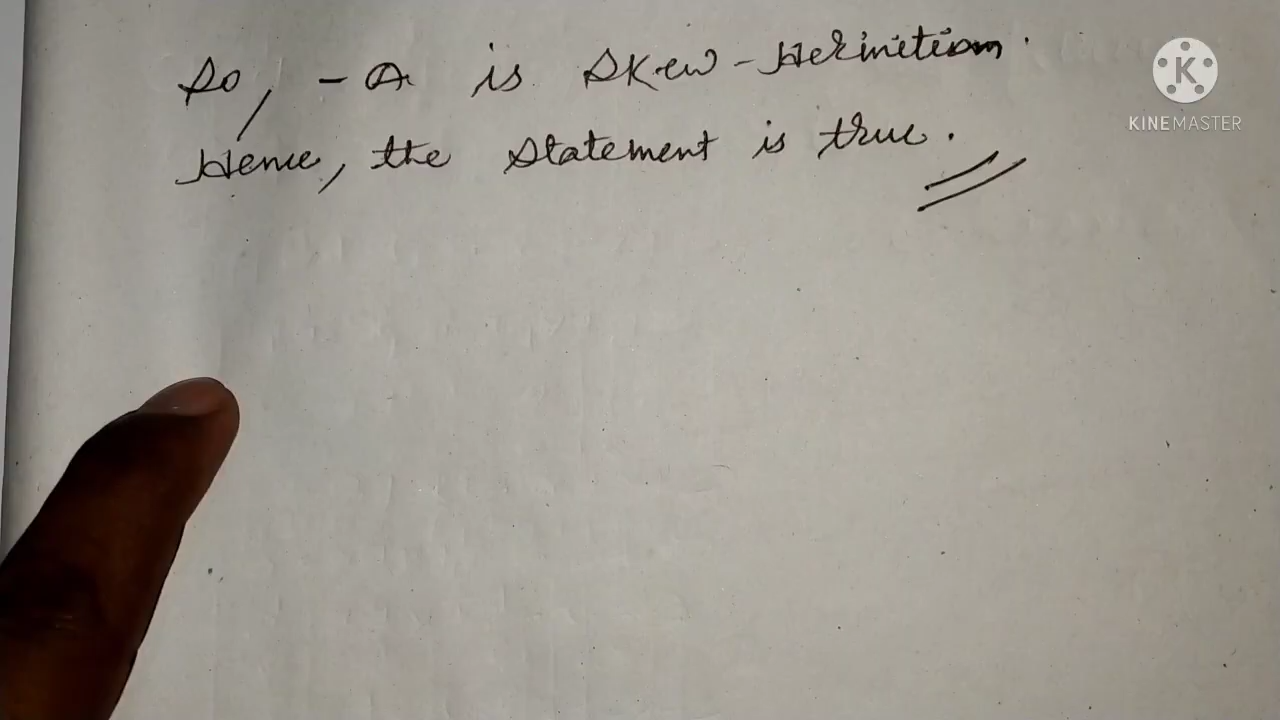 So, - A is Skew-Hermitian.
Hence, the Statement is true.
K
KINEMASTER